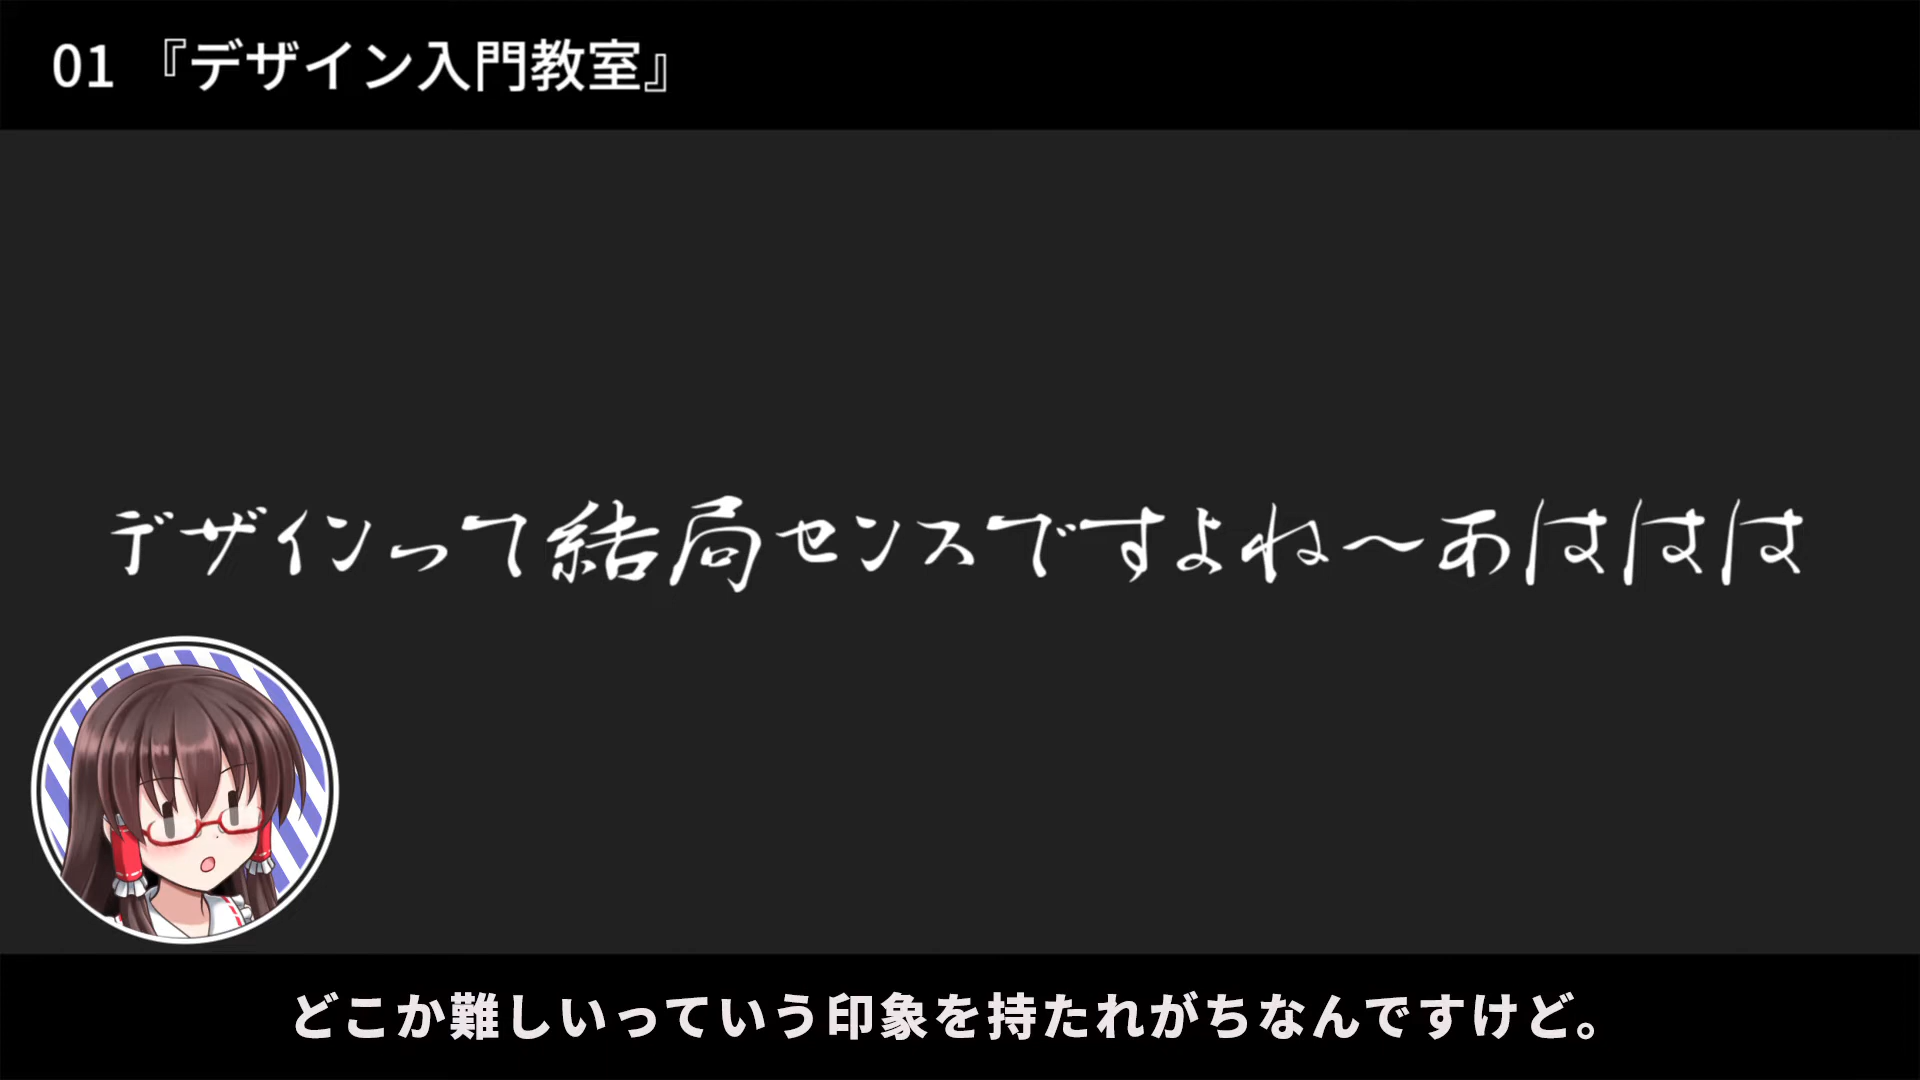 01 『デザイン入門教室』
デザインって結局センスですよね～あははは
どこか難しいっていう印象を持たれがちなんですけど。